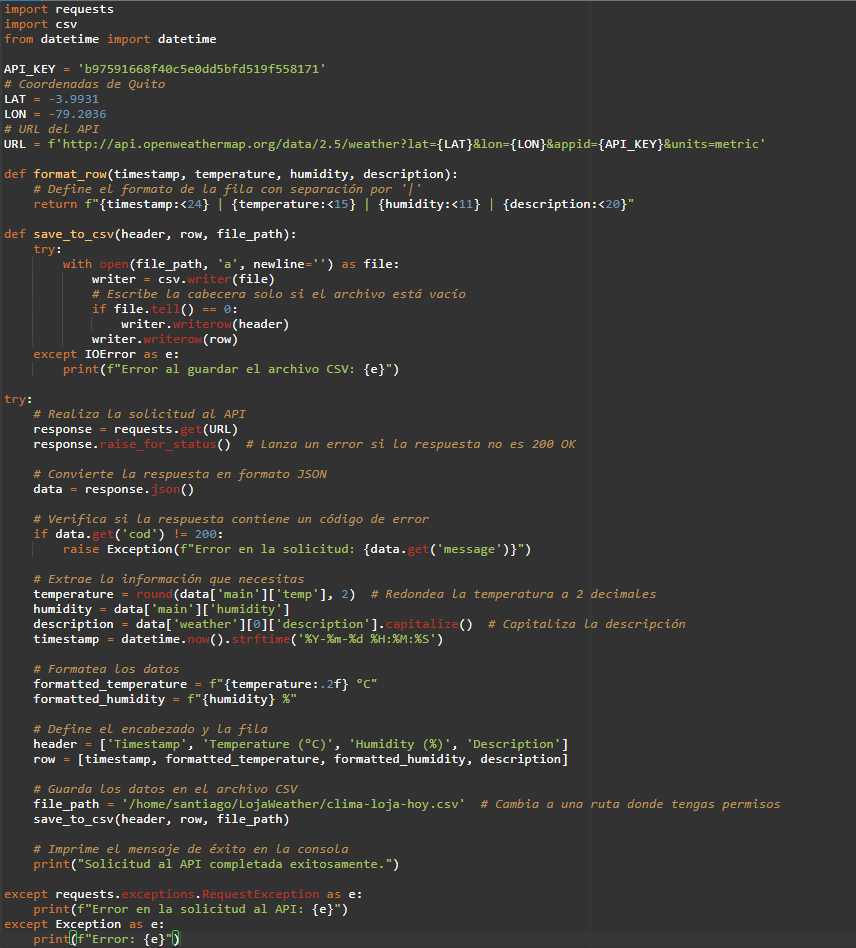 import requests
import csv
from datetime import datetime

API_KEY = 'b97591668f40c5e0dd5bfd519f558171'
# Coordenadas de Quito
LAT = -3.9931
LON = -79.2036
# URL del API
URL = f'http://api.openweathermap.org/data/2.5/weather?lat={LAT}&lon={LON}&appid={API_KEY}&units=metric'

def format_row(timestamp, temperature, humidity, description):
    # Define el formato de la fila con separación por '|'
    return f"{timestamp:<24} | {temperature:<15} | {humidity:<11} | {description:<20}"

def save_to_csv(header, row, file_path):
    try:
        with open(file_path, 'a', newline='') as file:
            writer = csv.writer(file)
            # Escribe la cabecera solo si el archivo está vacío
            if file.tell() == 0:
                writer.writerow(header)
            writer.writerow(row)
    except IOError as e:
        print(f"Error al guardar el archivo CSV: {e}")

try:
    # Realiza la solicitud al API
    response = requests.get(URL)
    response.raise_for_status()  # Lanza un error si la respuesta no es 200 OK

    # Convierte la respuesta en formato JSON
    data = response.json()

    # Verifica si la respuesta contiene un código de error
    if data.get('cod') != 200:
        raise Exception(f"Error en la solicitud: {data.get('message')}")

    # Extrae la información que necesitas
    temperature = round(data['main']['temp'], 2)  # Redondea la temperatura a 2 decimales
    humidity = data['main']['humidity']
    description = data['weather'][0]['description'].capitalize()  # Capitaliza la descripción
    timestamp = datetime.now().strftime('%Y-%m-%d %H:%M:%S')

    # Formatea los datos
    formatted_temperature = f"{temperature:.2f} °C"
    formatted_humidity = f"{humidity} %"

    # Define el encabezado y la fila
    header = ['Timestamp', 'Temperature (°C)', 'Humidity (%)', 'Description']
    row = [timestamp, formatted_temperature, formatted_humidity, description]

    # Guarda los datos en el archivo CSV
    file_path = '/home/santiago/LojaWeather/clima-loja-hoy.csv'  # Cambia a una ruta donde tengas permisos
    save_to_csv(header, row, file_path)

    # Imprime el mensaje de éxito en la consola
    print("Solicitud al API completada exitosamente.")

except requests.exceptions.RequestException as e:
    print(f"Error en la solicitud al API: {e}")
except Exception as e:
    print(f"Error: {e}")